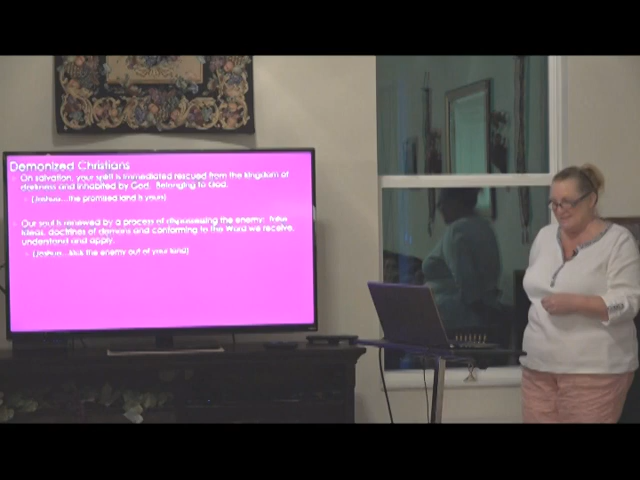 Demonized Christians
On salvation, your spell is immediated rescued from the kingdom of
darkness and inhabited by God. Belonging to God.
(Joshua...the promised land is yours)
Our soul is renewed by a process of dispossessing the enemy: false
ideas, doctrines of demons and conforming to the Word we receive,
understand and apply.
(Joshua...kick the enemy out of your land)